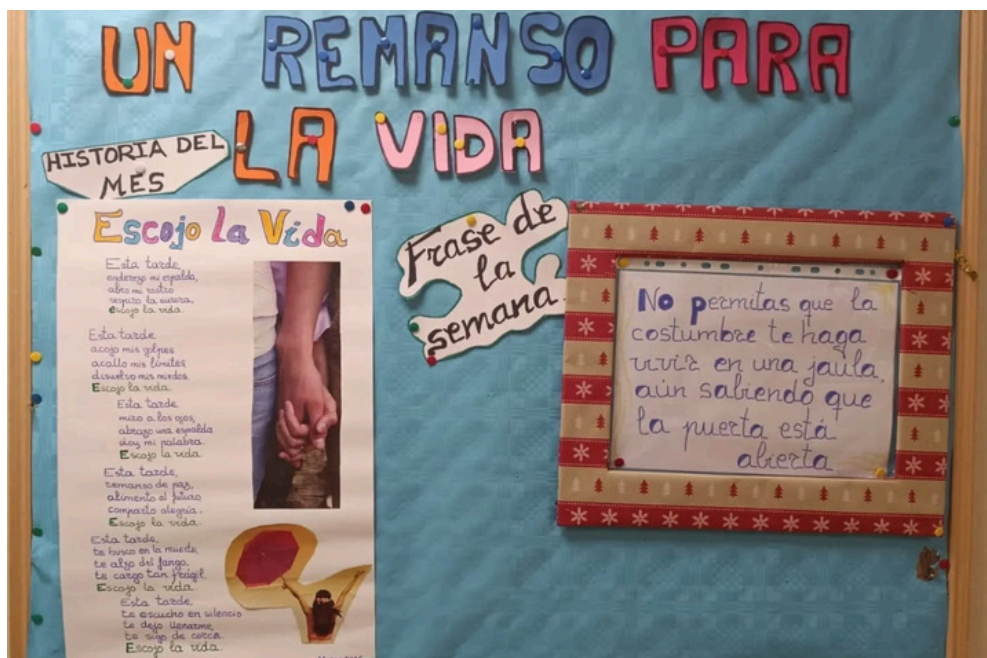 UN REMANSO PARA
LA VIDA
HISTORIA DEL
MES
Escojo la Vida
Esta tarde,
enderezo mi espalda,
abro mi rostro
respiro la aurora,
escojo la vida.
Esta tarde,
acojo mis golpes
acallo mis límites
disuelvo mis miedos.
Escojo la vida.
Esta tarde
miro a los ojos,
abrazo una espalda
doy mi palabra.
Escojo la vida.
Esta tarde,
remanso de paz,
alimento al futuro
comparto alegría.
Escojo la vida.
Esta tarde,
te busco en la muerte,
te alzo del fango,
te cargo tan frágil,
Escojo la vida.
Esta tarde,
te escucho en silencio
te dejo llenarme,
te sigo de cerca.
Escojo la vida.
Frase de
la
semana.
No permitas que la
costumbre te haga
vivir en una jaula,
aún sabiendo que
la puerta está
abierta